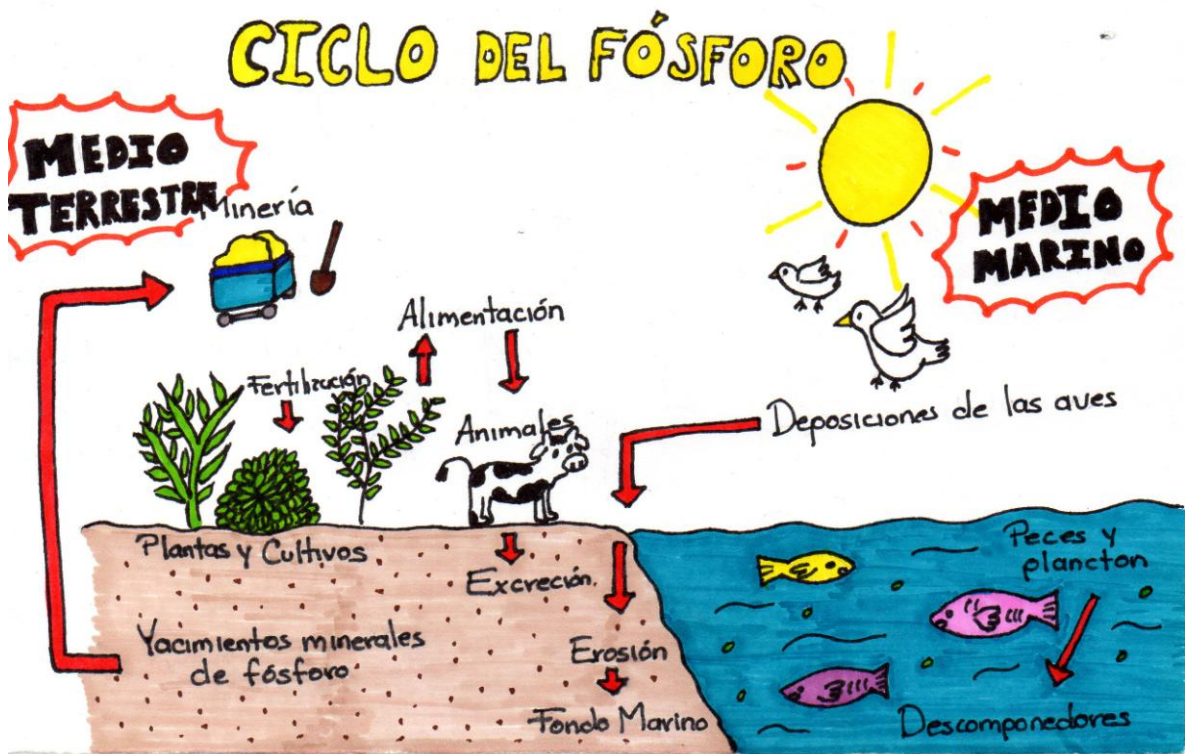 CICLO DEL FÓSFORO
MEDIO
TERRESTRE
Minería
MEDIO
MARINO
Alimentación
Fertilización
Animales
Deposiciones de las aves
Plantas y Cultivos
Excreción.
Peces y
plancton
Yacimientos minerales
de fósforo
Erosión
Fondo Marino
Descomponedores